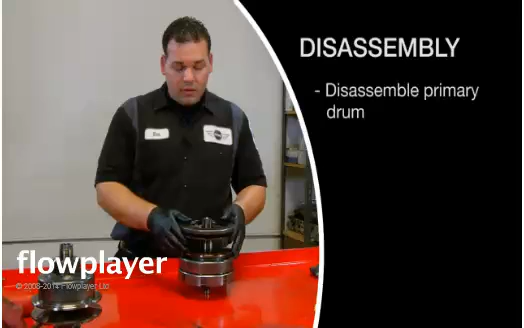 DISASSEMBLY
- Disassemble primary
drum
flowplayer
© 2008-2014 Flowplayer Ltd